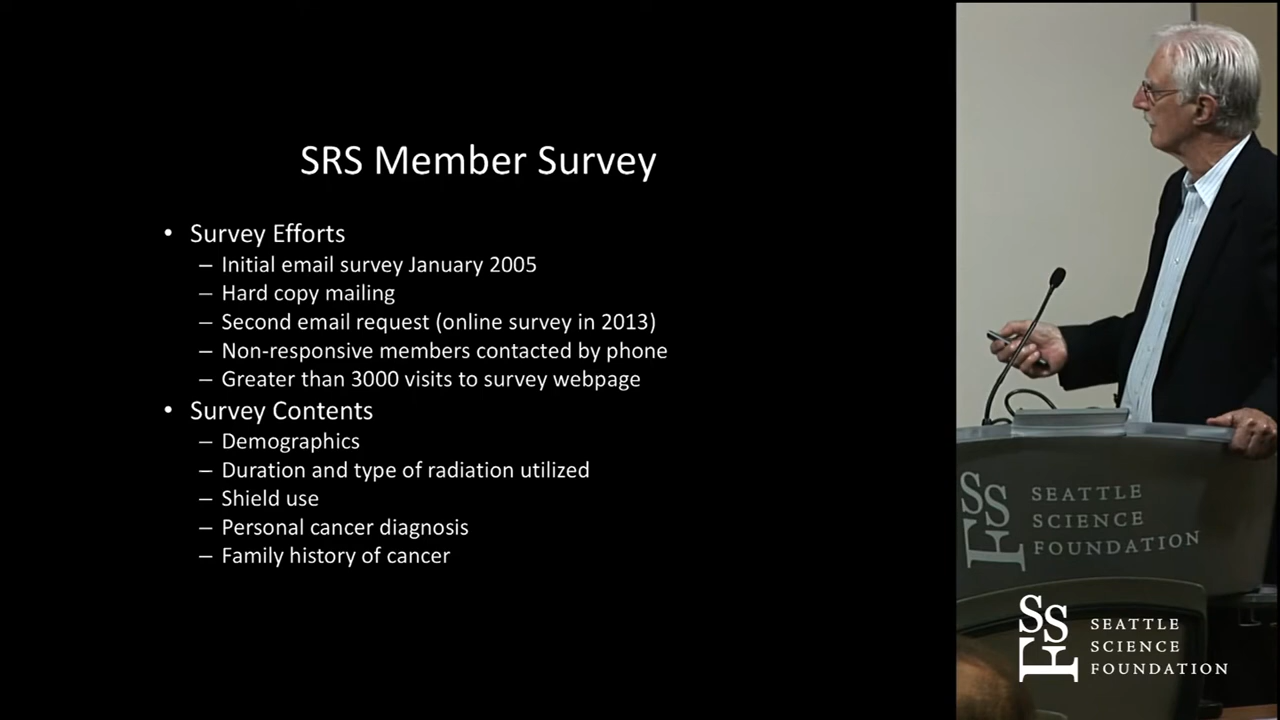 SRS Member Survey
• Survey Efforts
– Initial email survey January 2005
– Hard copy mailing
– Second email request (online survey in 2013)
– Non-responsive members contacted by phone
– Greater than 3000 visits to survey webpage
• Survey Contents
– Demographics
– Duration and type of radiation utilized
– Shield use
– Personal cancer diagnosis
– Family history of cancer
SSF
SEATTLE
SCIENCE
FOUNDATION
SSF
SEATTLE
SCIENCE
FOUNDATION